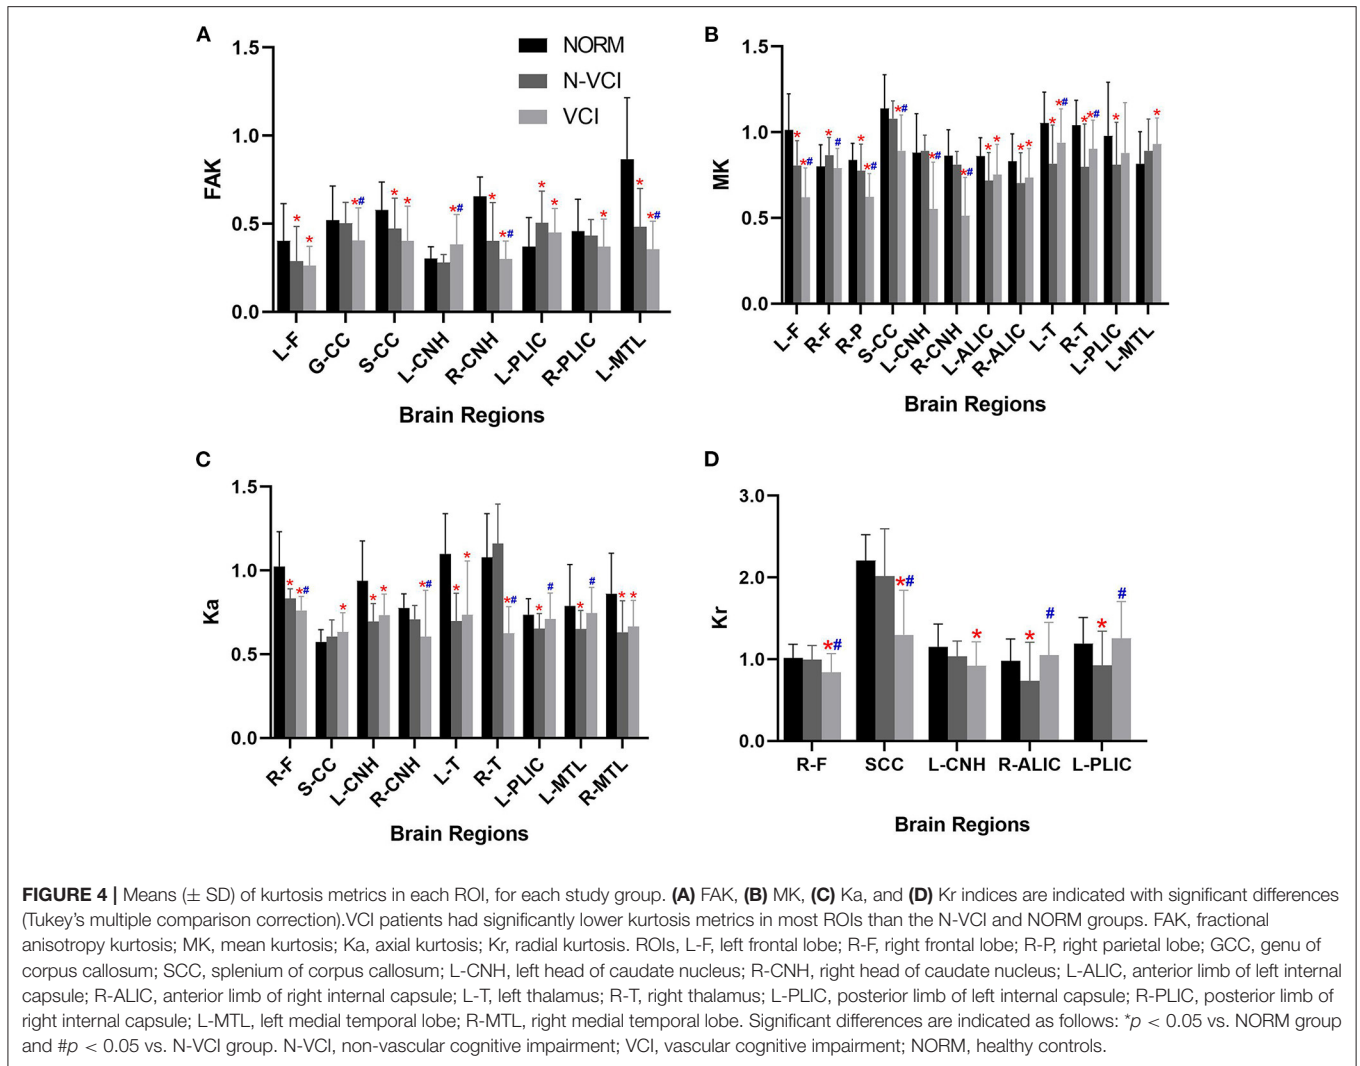 A
NORM
N-VCI
VCI
1.5
1.0
0.5
0.0
FAK
* * *# * * *# * *# * * * * *#
L-F G-CC S-CC L-CNH R-CNH L-PLIC R-PLIC L-MTL
Brain Regions
B
1.5
1.0
0.5
0.0
MK
* *# * # * *# *# *# *# * * * * * *# * *# * *
L-F R-F R-P S-CC L-CNH R-CNH L-ALIC R-ALIC L-T R-T L-PLIC L-MTL
Brain Regions
C
1.5
1.0
0.5
0.0
Ka
* *# * * * *# * * *# * # * # * *
R-F S-CC L-CNH R-CNH L-T R-T L-PLIC L-MTL R-MTL
Brain Regions
D
3.0
2.0
1.0
0.0
Kr
*# *# * * # * #
R-F SCC L-CNH R-ALIC L-PLIC
Brain Regions
FIGURE 4 | Means (± SD) of kurtosis metrics in each ROI, for each study group. (A) FAK, (B) MK, (C) Ka, and (D) Kr indices are indicated with significant differences
(Tukey's multiple comparison correction).VCI patients had significantly lower kurtosis metrics in most ROIs than the N-VCI and NORM groups. FAK, fractional
anisotropy kurtosis; MK, mean kurtosis; Ka, axial kurtosis; Kr, radial kurtosis. ROIs, L-F, left frontal lobe; R-F, right frontal lobe; R-P, right parietal lobe; GCC, genu of
corpus callosum; SCC, splenium of corpus callosum; L-CNH, left head of caudate nucleus; R-CNH, right head of caudate nucleus; L-ALIC, anterior limb of left internal
capsule; R-ALIC, anterior limb of right internal capsule; L-T, left thalamus; R-T, right thalamus; L-PLIC, posterior limb of left internal capsule; R-PLIC, posterior limb of
right internal capsule; L-MTL, left medial temporal lobe; R-MTL, right medial temporal lobe. Significant differences are indicated as follows: *p < 0.05 vs. NORM group
and #p < 0.05 vs. N-VCI group. N-VCI, non-vascular cognitive impairment; VCI, vascular cognitive impairment; NORM, healthy controls.